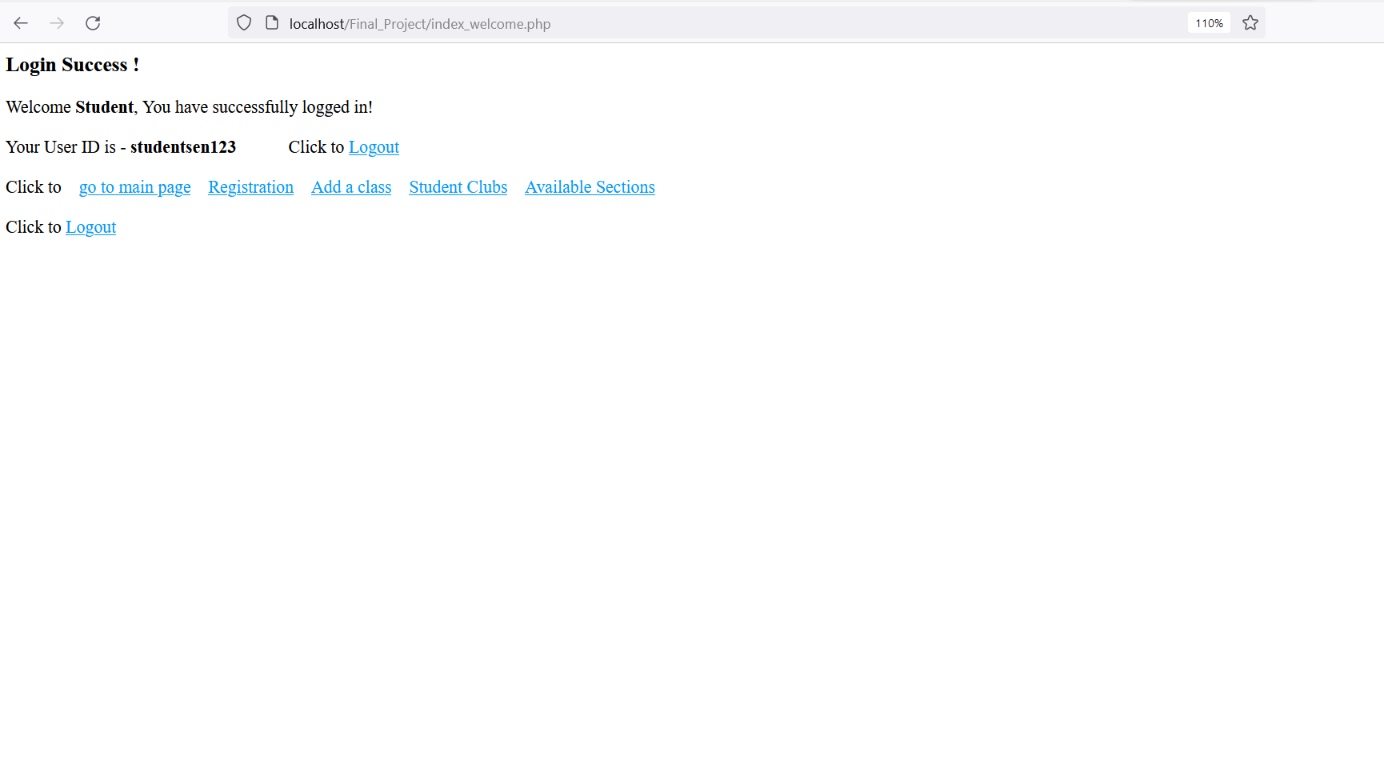 localhost/Final_Project/index_welcome.php 110%
Login Success !
Welcome Student, You have successfully logged in!
Your User ID is - studentsen123 Click to Logout
Click to go to main page Registration Add a class Student Clubs Available Sections
Click to Logout